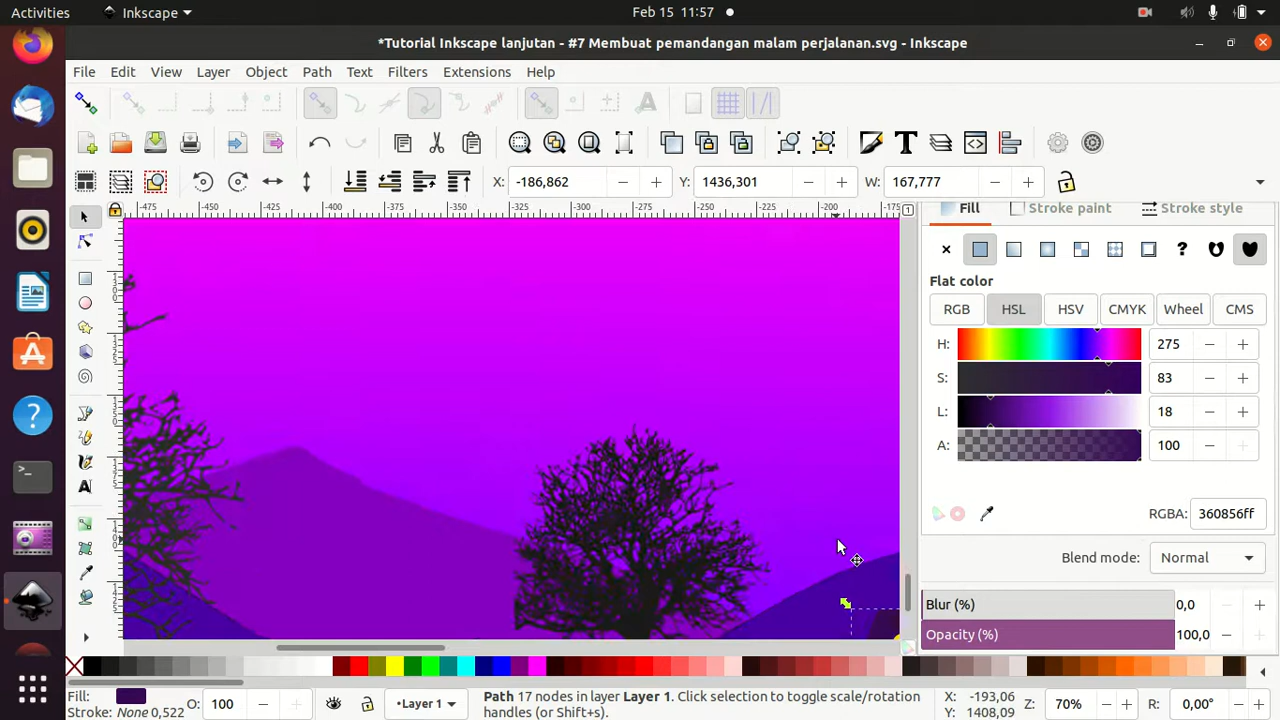 Activities Inkscape Feb 15 11:57
*Tutorial Inkscape lanjutan - #7 Membuat pemandangan malam perjalanan.svg - Inkscape
File Edit View Layer Object Path Text Filters Extensions Help
X: -186,862 Y: 1436,301 W: 167,777
-475 -450 -425 -400 -375 -350 -325 -300 -275 -250 -225 -200 -175
Fill Stroke paint Stroke style
Flat color
RGB HSL HSV CMYK Wheel CMS
H: 275
S: 83
L: 18
A: 100
RGBA: 360856ff
Blend mode: Normal
Blur (%) 0,0
Opacity (%) 100,0
Fill: O: 100 •Layer 1 Path 17 nodes in layer Layer 1. Click selection to toggle scale/rotation X: -193,06 Z: 70% R: 0,00°
Stroke: None 0,522 handles (or Shift+s). Y: 1408,09